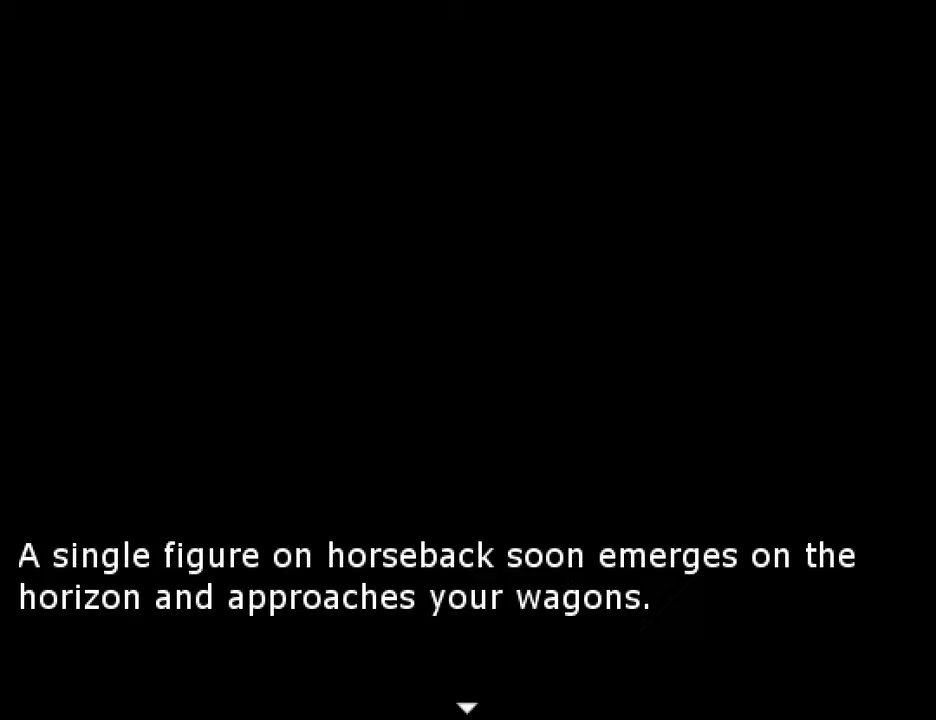 A single figure on horseback soon emerges on the
horizon and approaches your wagons.